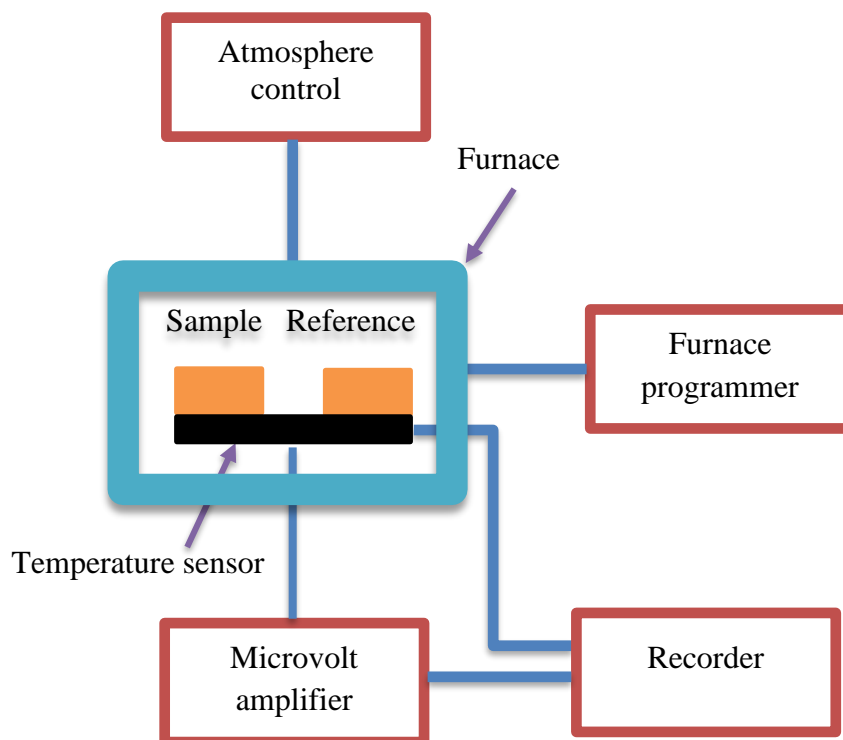 Atmosphere
control
Furnace
Sample Reference
Furnace
programmer
Temperature sensor
Microvolt
amplifier
Recorder